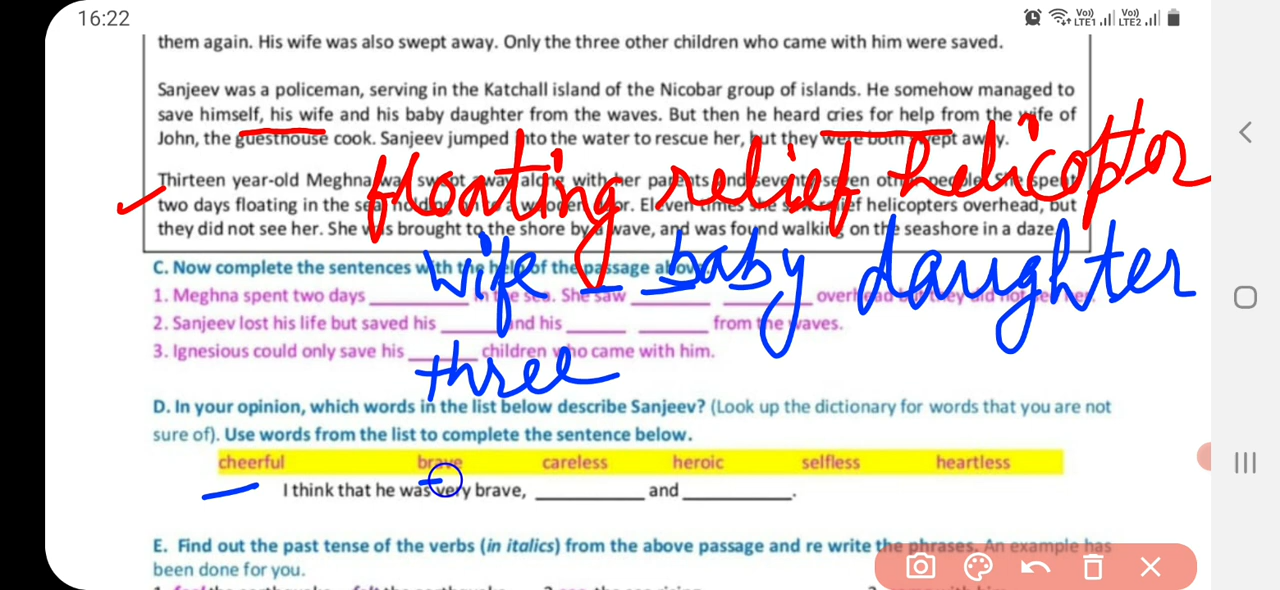 16:22
Vo)) LTE1 Vo)) LTE2
them again. His wife was also swept away. Only the three other children who came with him were saved.
Sanjeev was a policeman, serving in the Katchall island of the Nicobar group of islands. He somehow managed to
save himself, his wife and his baby daughter from the waves. But then he heard cries for help from the wife of
John, the guesthouse cook. Sanjeev jumped into the water to rescue her, but they were both swept away.
floating relief helicopter
Thirteen year-old Meghna was swept away along with her parents and seventy seven other people. She spent
two days floating in the sea, holding on to a wooden door. Eleven times she saw relief helicopters overhead, but
they did not see her. She was brought to the shore by a wave, and was found walking on the seashore in a daze.
wife baby daughter
C. Now complete the sentences with the help of the passage above.
1. Meghna spent two days ________ in the sea. She saw ________ ________ overhead but they did not see her.
2. Sanjeev lost his life but saved his ______ and his ______ ______ from the waves.
3. Ignesious could only save his ______ children who came with him.
three
D. In your opinion, which words in the list below describe Sanjeev? (Look up the dictionary for words that you are not
sure of). Use words from the list to complete the sentence below.
cheerful brave careless heroic selfless heartless
I think that he was very brave, __________ and __________.
E. Find out the past tense of the verbs (in italics) from the above passage and re write the phrases. An example has
been done for you.